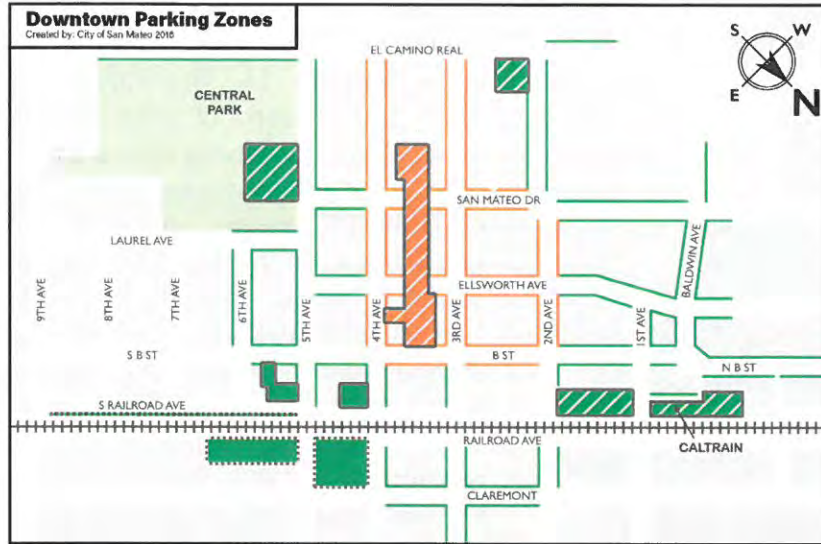 Downtown Parking Zones
Created by: City of San Mateo 2016
EL CAMINO REAL
S
W
E
N
CENTRAL
PARK
SAN MATEO DR
LAUREL AVE
ELLSWORTH AVE
BALDWIN AVE
9TH AVE
8TH AVE
7TH AVE
6TH AVE
5TH AVE
4TH AVE
3RD AVE
2ND AVE
1ST AVE
S B ST
B ST
N B ST
S RAILROAD AVE
RAILROAD AVE
CALTRAIN
CLAREMONT